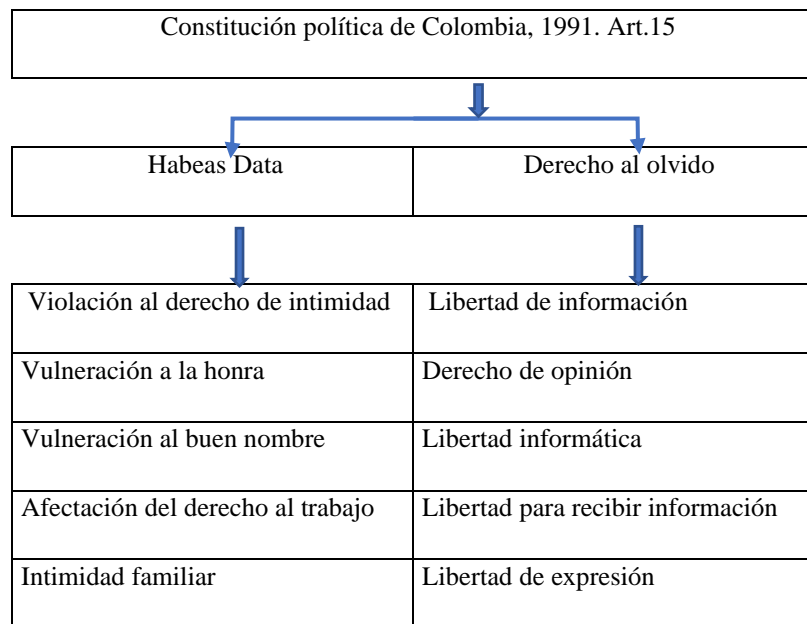 Constitución política de Colombia, 1991. Art.15
Habeas Data
Derecho al olvido
Violación al derecho de intimidad
Libertad de información
Vulneración a la honra
Derecho de opinión
Vulneración al buen nombre
Libertad informática
Afectación del derecho al trabajo
Libertad para recibir información
Intimidad familiar
Libertad de expresión